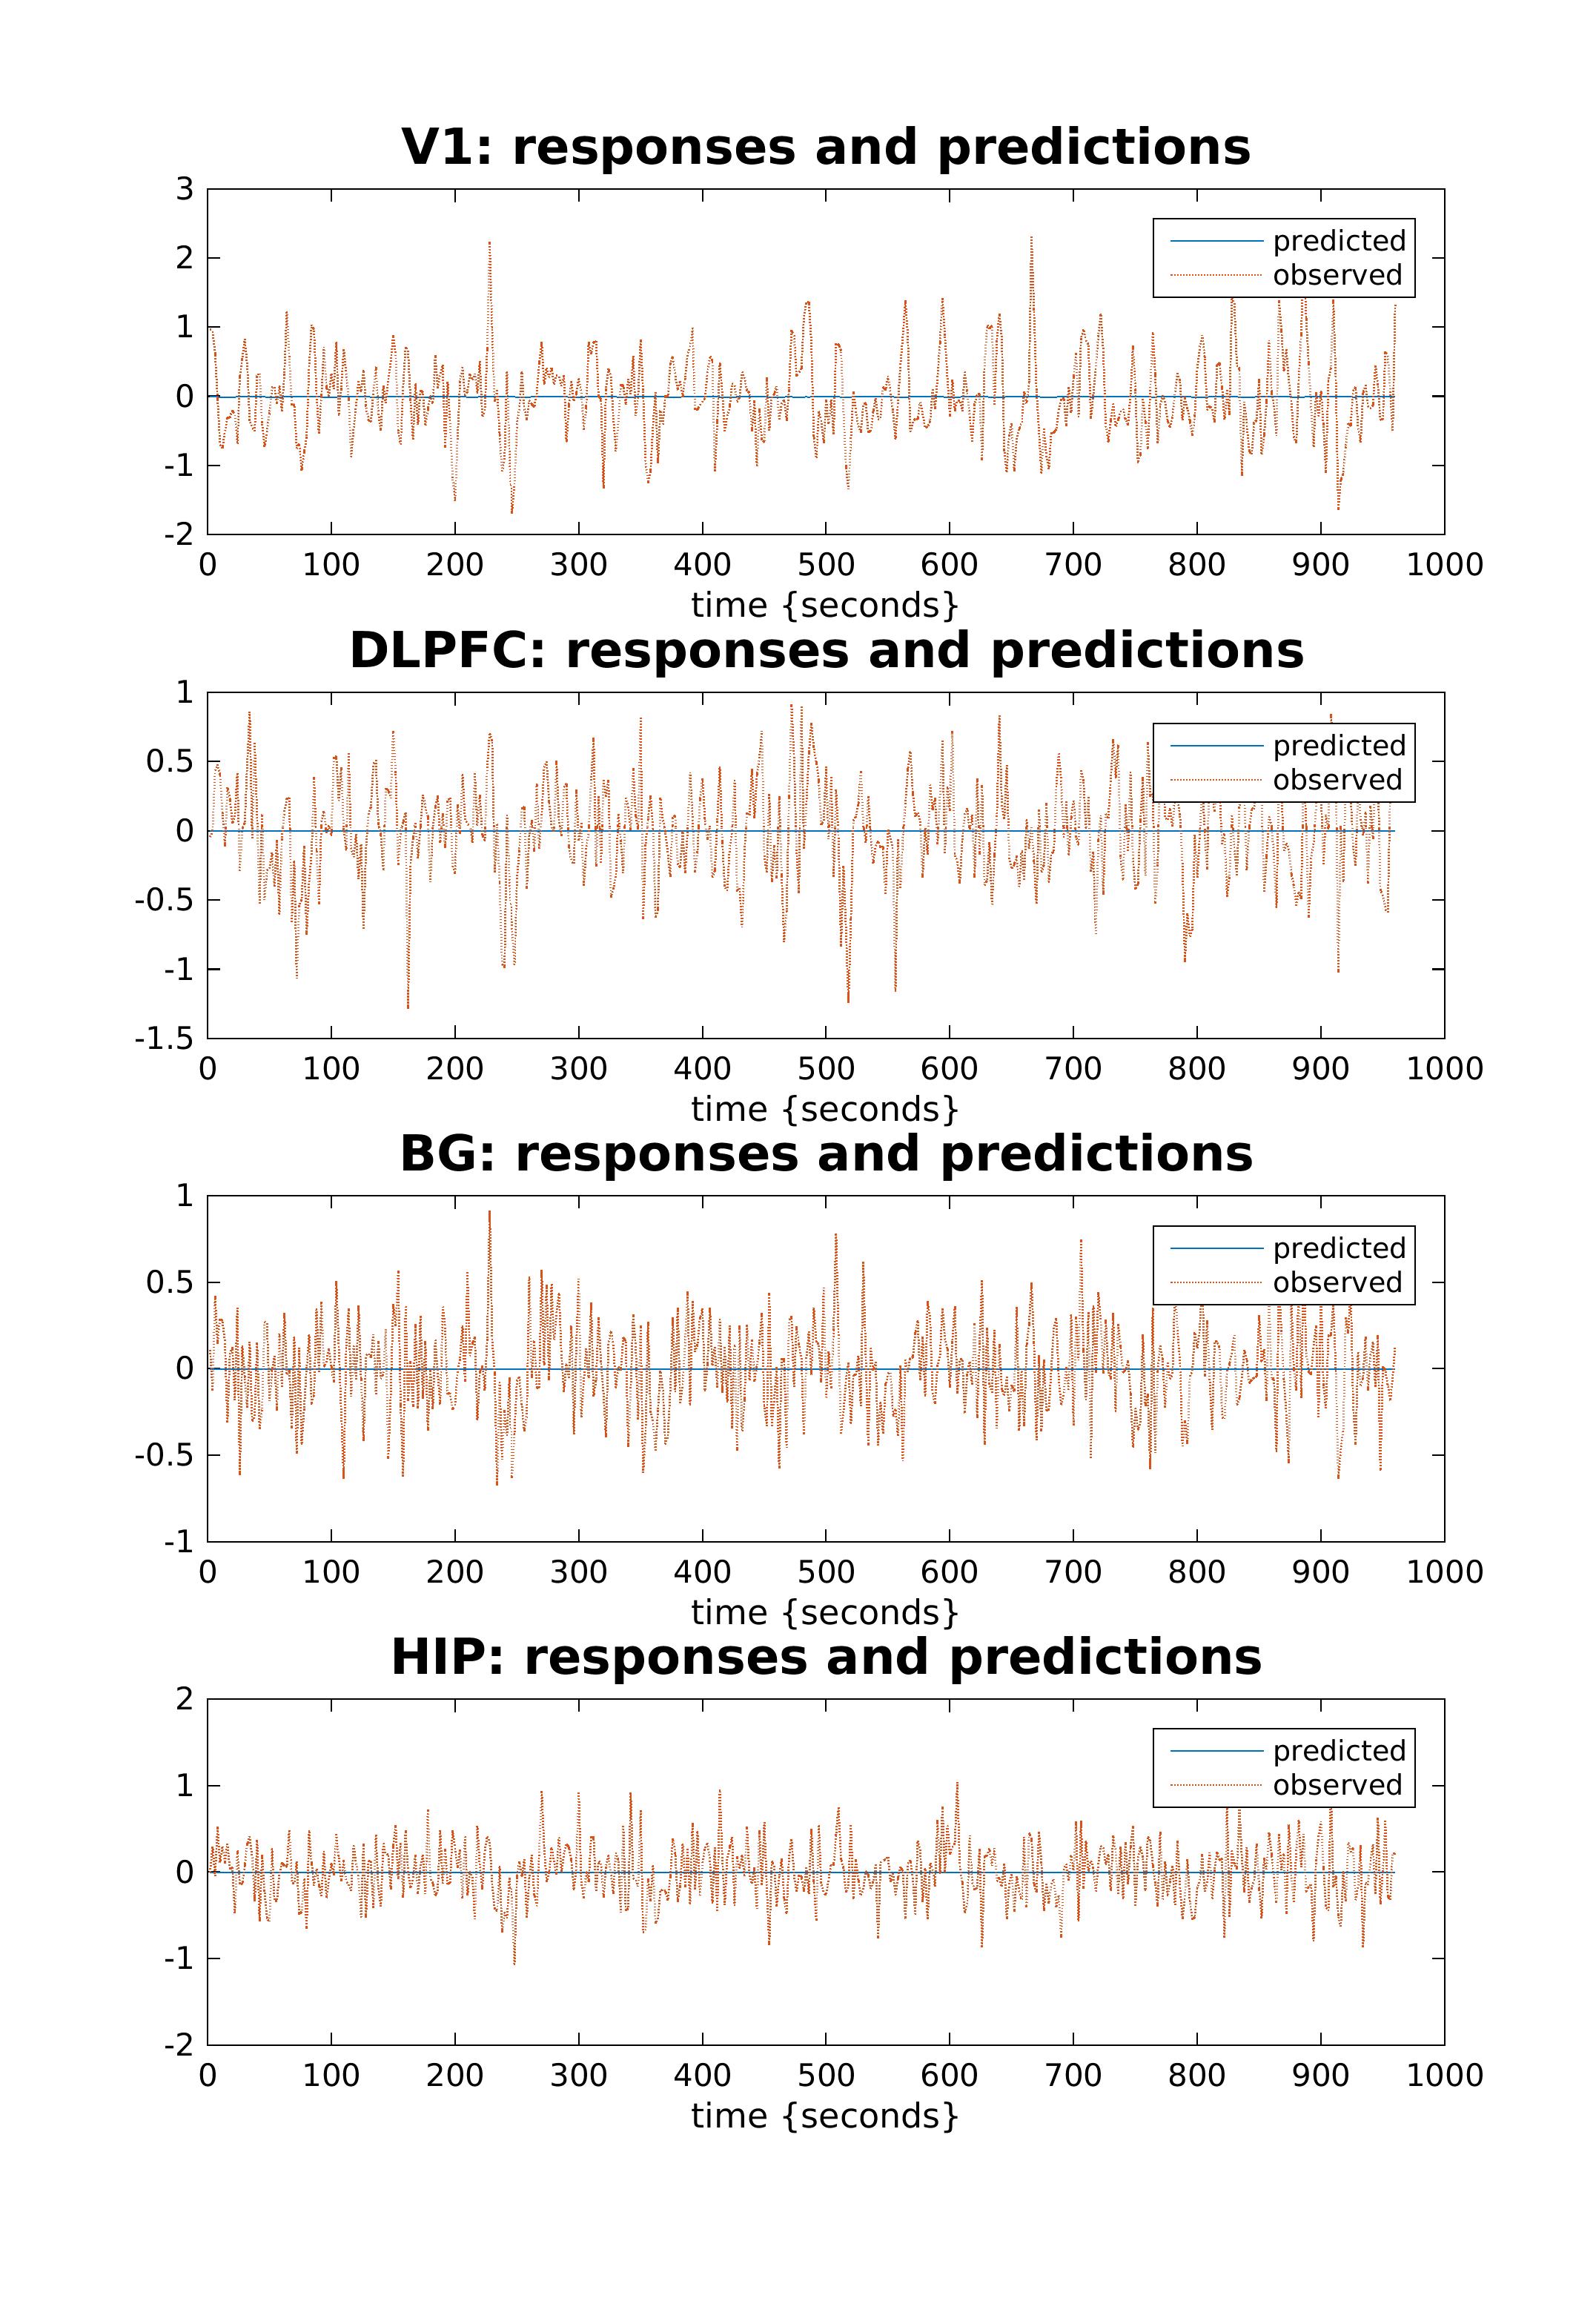 V1: responses and predictions
3
2
1
0
-1
-2
predicted
observed
0 100 200 300 400 500 600 700 800 900 1000
time {seconds}
DLPFC: responses and predictions
1
0.5
0
-0.5
-1
-1.5
predicted
observed
0 100 200 300 400 500 600 700 800 900 1000
time {seconds}
BG: responses and predictions
1
0.5
0
-0.5
-1
predicted
observed
0 100 200 300 400 500 600 700 800 900 1000
time {seconds}
HIP: responses and predictions
2
1
0
-1
-2
predicted
observed
0 100 200 300 400 500 600 700 800 900 1000
time {seconds}